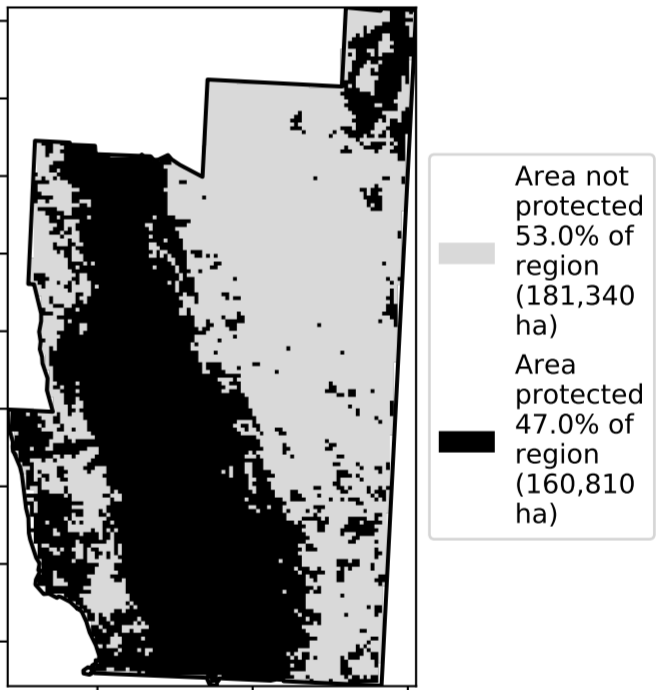 Area not
protected
53.0% of
region
(181,340
ha)
Area
protected
47.0% of
region
(160,810
ha)